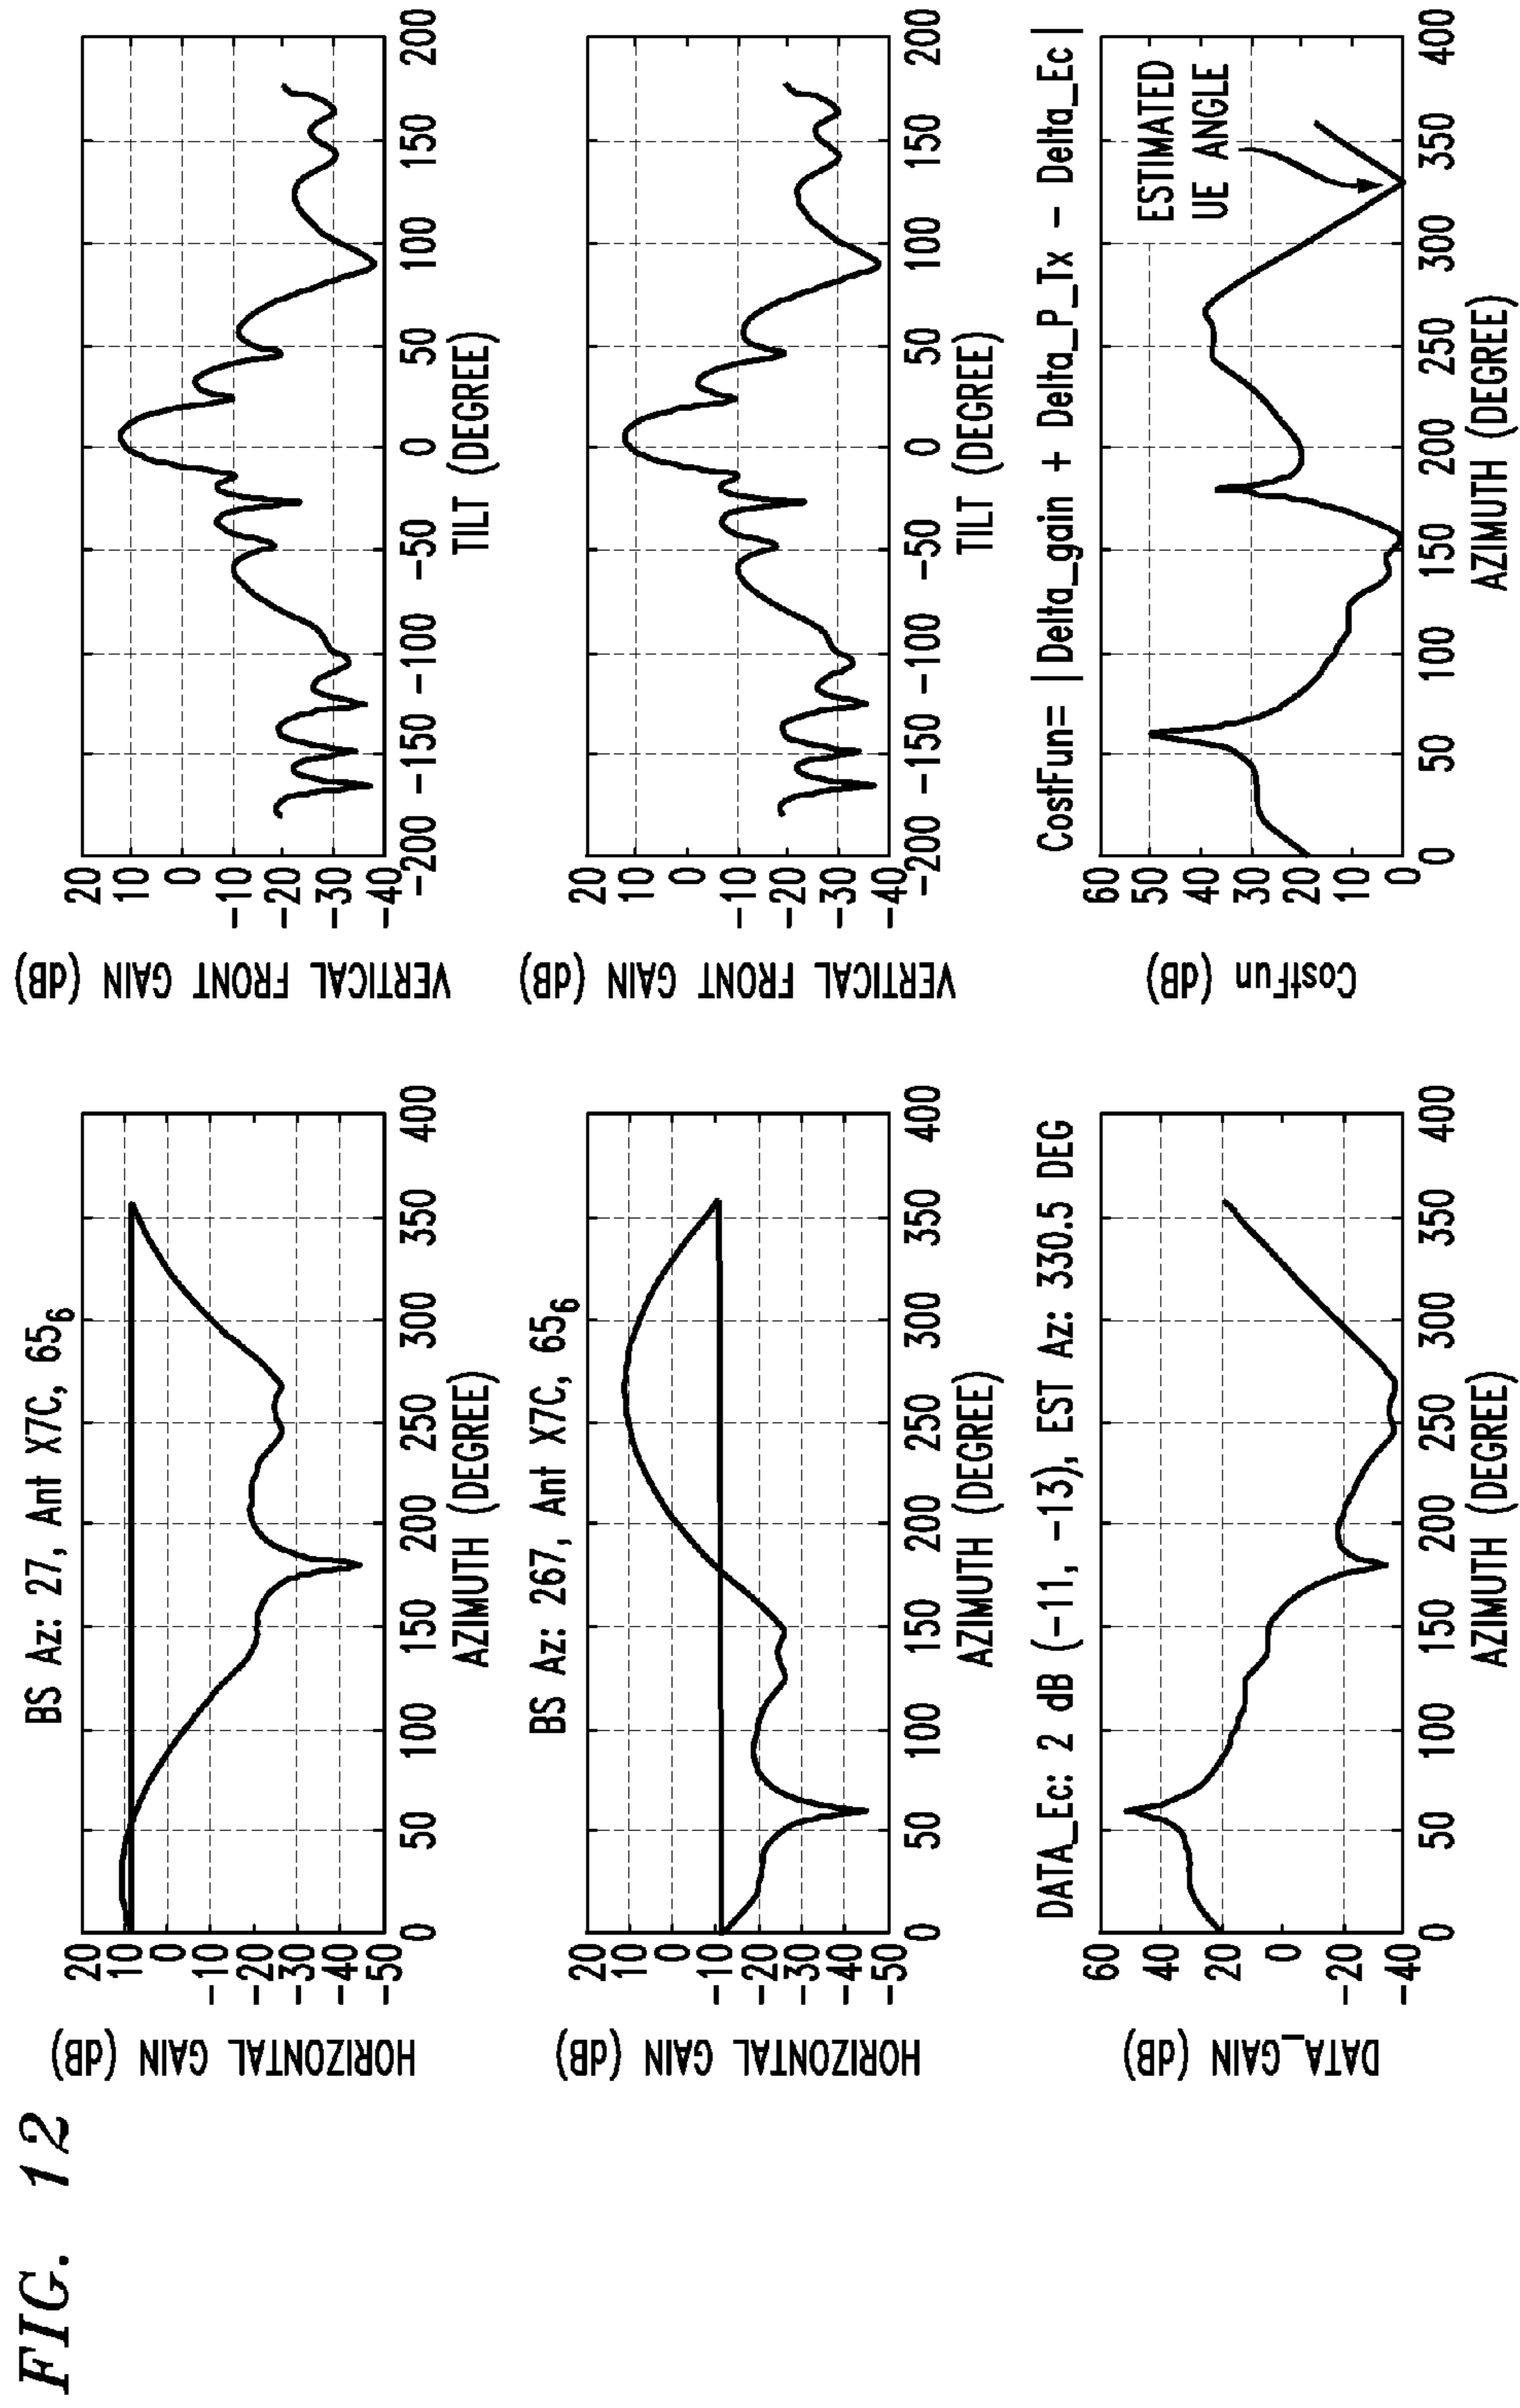 FIG. 12
BS Az: 27, Ant X7C, 65₆
HORIZONTAL GAIN (dB)
20
10
0
-10
-20
-30
-40
-50
0 50 100 150 200 250 300 350 400
AZIMUTH (DEGREE)
VERTICAL FRONT GAIN (dB)
20
10
0
-10
-20
-30
-40
-200 -150 -100 -50 0 50 100 150 200
TILT (DEGREE)
BS Az: 267, Ant X7C, 65₆
HORIZONTAL GAIN (dB)
20
10
0
-10
-20
-30
-40
-50
0 50 100 150 200 250 300 350 400
AZIMUTH (DEGREE)
VERTICAL FRONT GAIN (dB)
20
10
0
-10
-20
-30
-40
-200 -150 -100 -50 0 50 100 150 200
TILT (DEGREE)
DATA_Ec: 2 dB (-11, -13), EST Az: 330.5 DEG
DATA_GAIN (dB)
60
40
20
0
-20
-40
0 50 100 150 200 250 300 350 400
AZIMUTH (DEGREE)
CostFun= |Delta_gain + Delta_P_Tx - Delta_Ec|
CostFun (dB)
60
50
40
30
20
10
0
ESTIMATED
UE ANGLE
0 50 100 150 200 250 300 350 400
AZIMUTH (DEGREE)